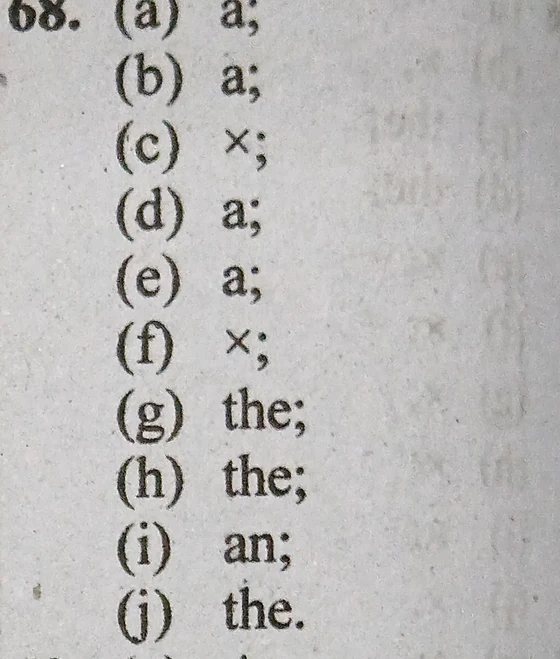 68. (a) a;
(b) a;
(c) ×;
(d) a;
(e) a;
(f) ×;
(g) the;
(h) the;
(i) an;
(j) the.